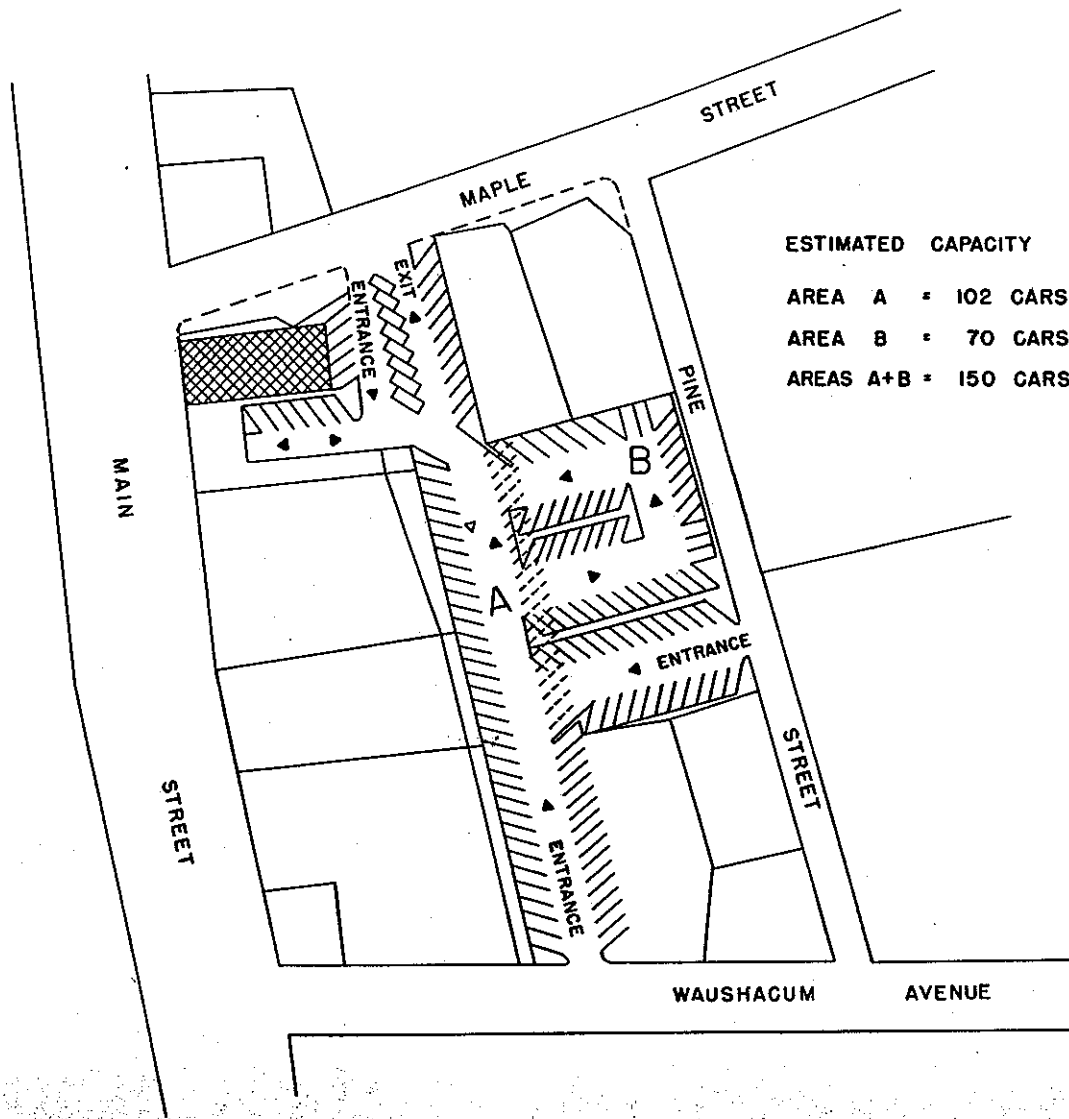 STREET
MAPLE
ESTIMATED CAPACITY
AREA A = 102 CARS
AREA B = 70 CARS
AREAS A+B = 150 CARS
EXIT
ENTRANCE
PINE
B
MAIN
A
ENTRANCE
STREET
STREET
ENTRANCE
WAUSHACUM AVENUE